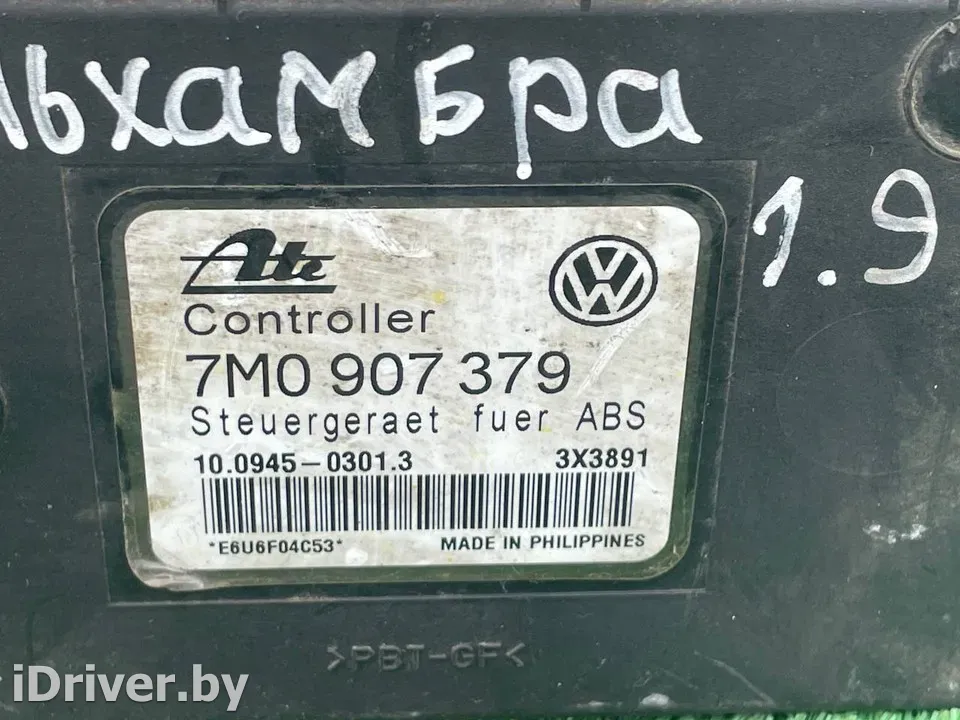 льхамбра
1.9
Ate
Controller
7M0 907 379
Steuergeraet fuer ABS
10.0945-0301.3 3X3891
*E6U6F04C53* MADE IN PHILIPPINES
>PBT-GF<
iDriver.by